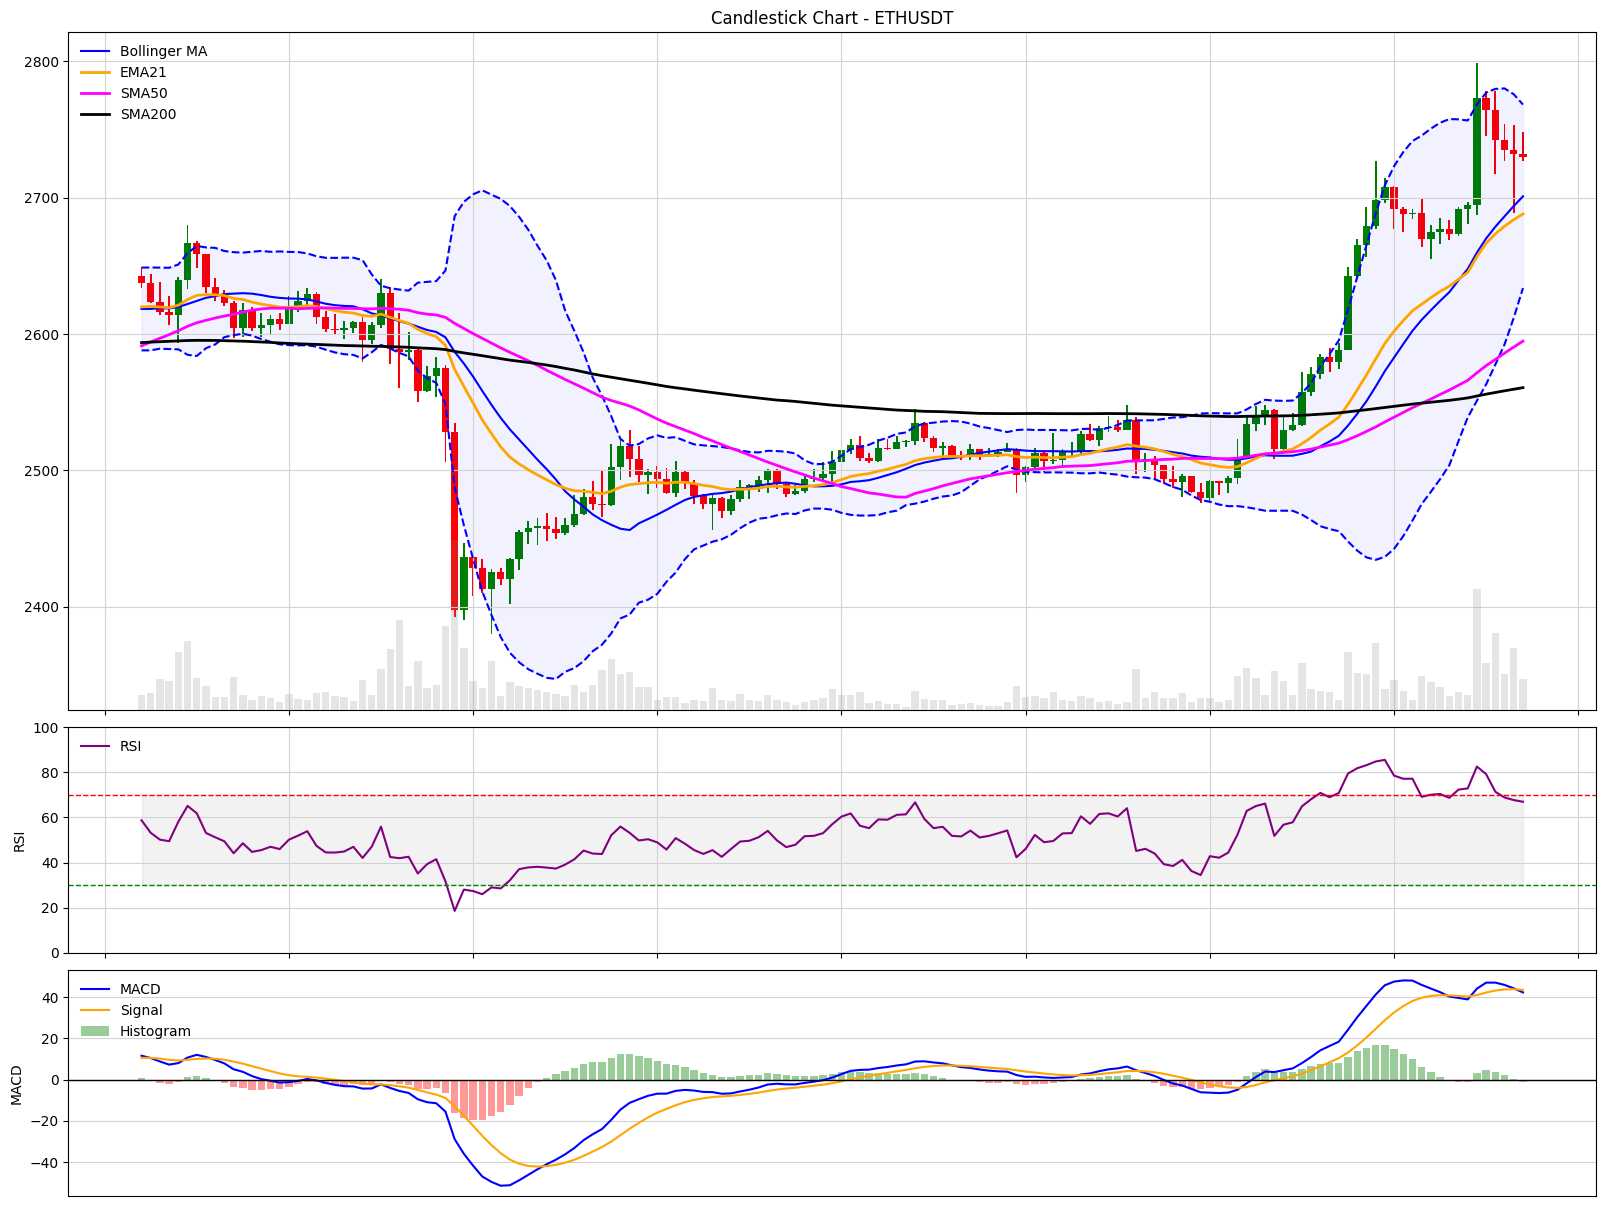 Candlestick Chart - ETHUSDT
Bollinger MA
EMA21
SMA50
SMA200
2800
2700
2600
2500
2400
RSI
100
80
60
40
20
0
RSI
MACD
Signal
Histogram
40
20
0
−20
−40
MACD